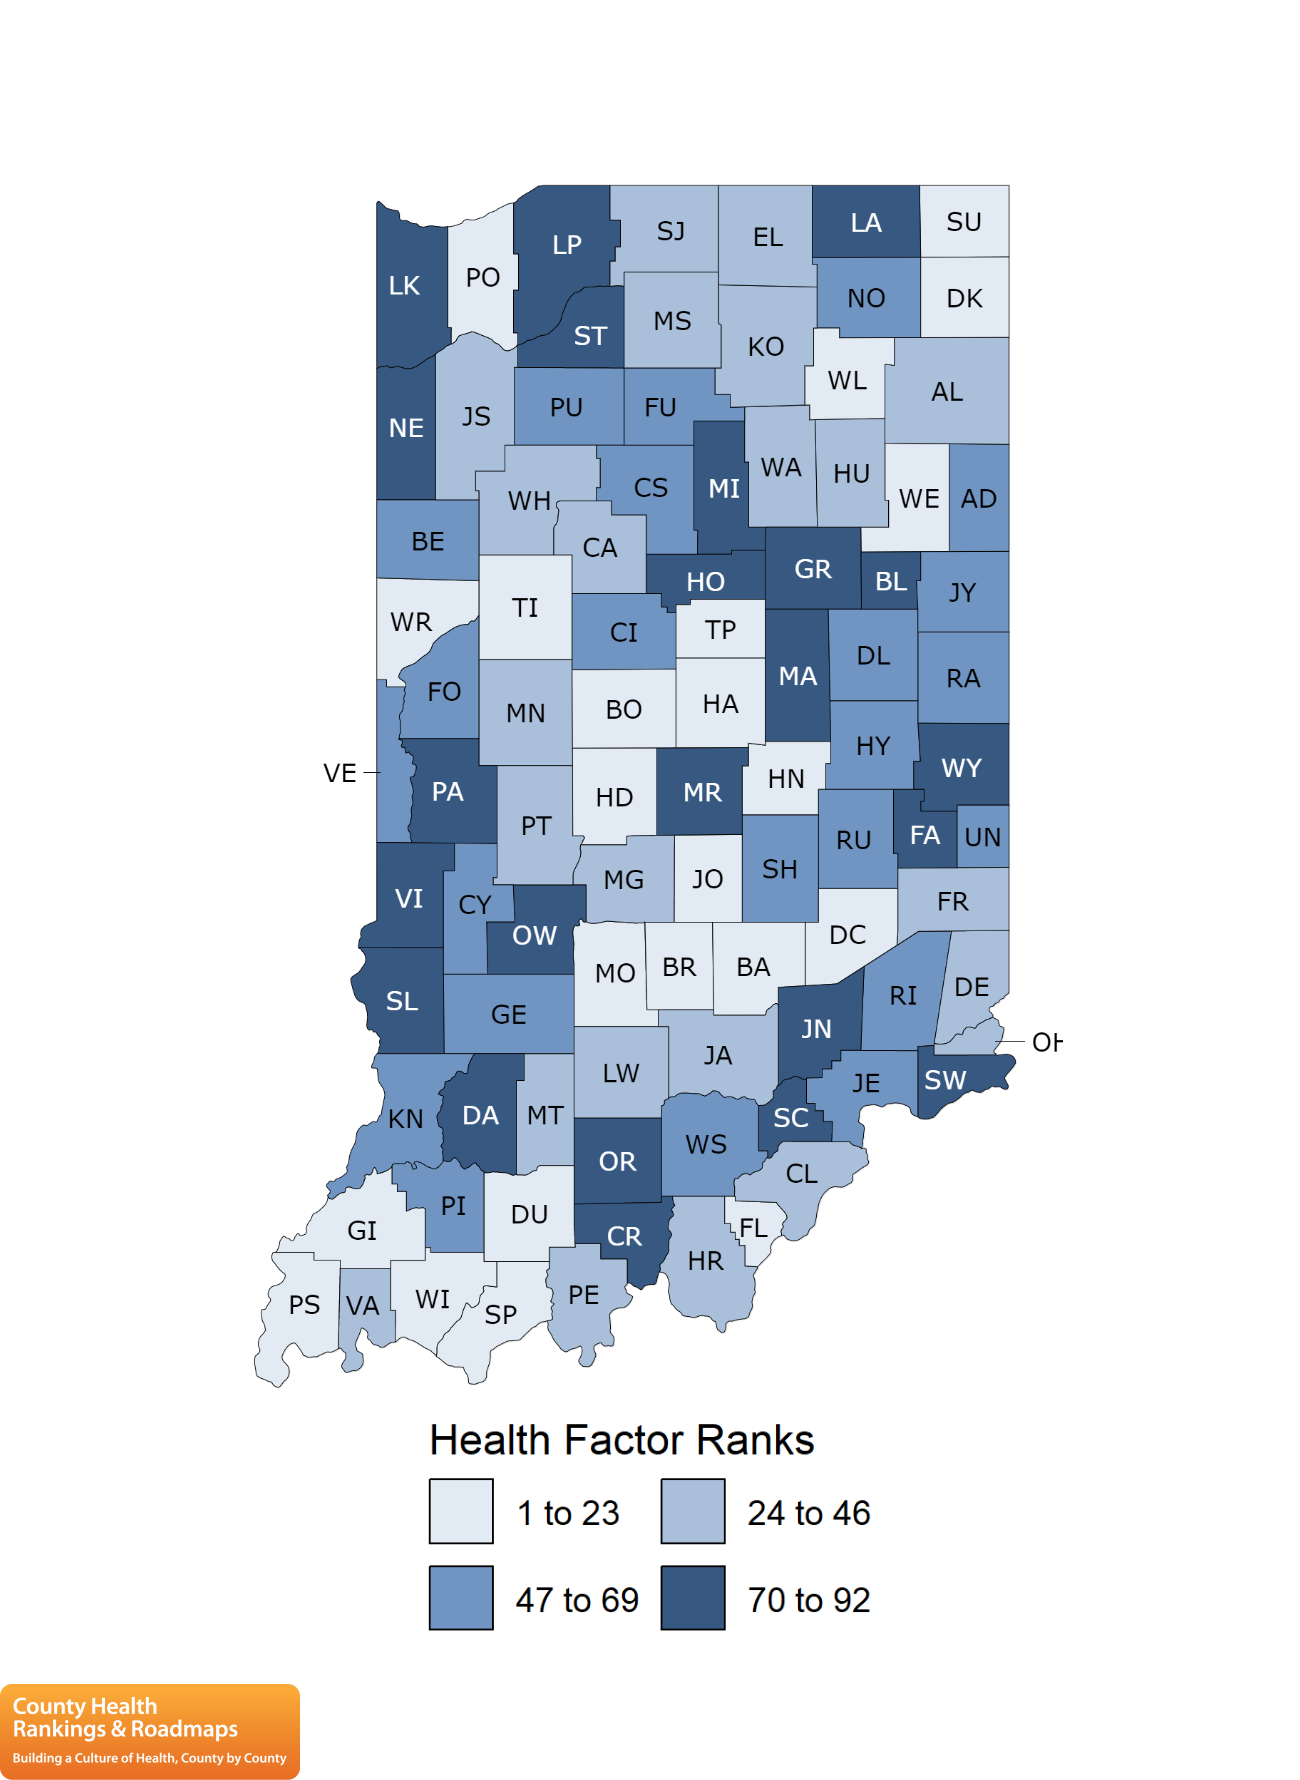 LA
SU
SJ
EL
LP
LK
PO
NO
DK
ST
MS
KO
WL
AL
NE
JS
PU
FU
WH
CS
MI
WA
HU
WE
AD
BE
CA
HO
GR
BL
JY
WR
TI
CI
TP
DL
FO
MN
BO
HA
MA
RA
HY
VE
PA
HD
MR
HN
WY
PT
RU
FA
UN
VI
CY
MG
JO
SH
FR
OW
DC
MO
BR
BA
RI
DE
SL
GE
JN
OH
LW
JA
JE
SW
KN
DA
MT
SC
OR
WS
CL
GI
PI
DU
CR
FL
HR
PS
VA
WI
SP
PE
Health Factor Ranks
1 to 23 24 to 46
47 to 69 70 to 92
County Health
Rankings & Roadmaps
Building a Culture of Health, County by County